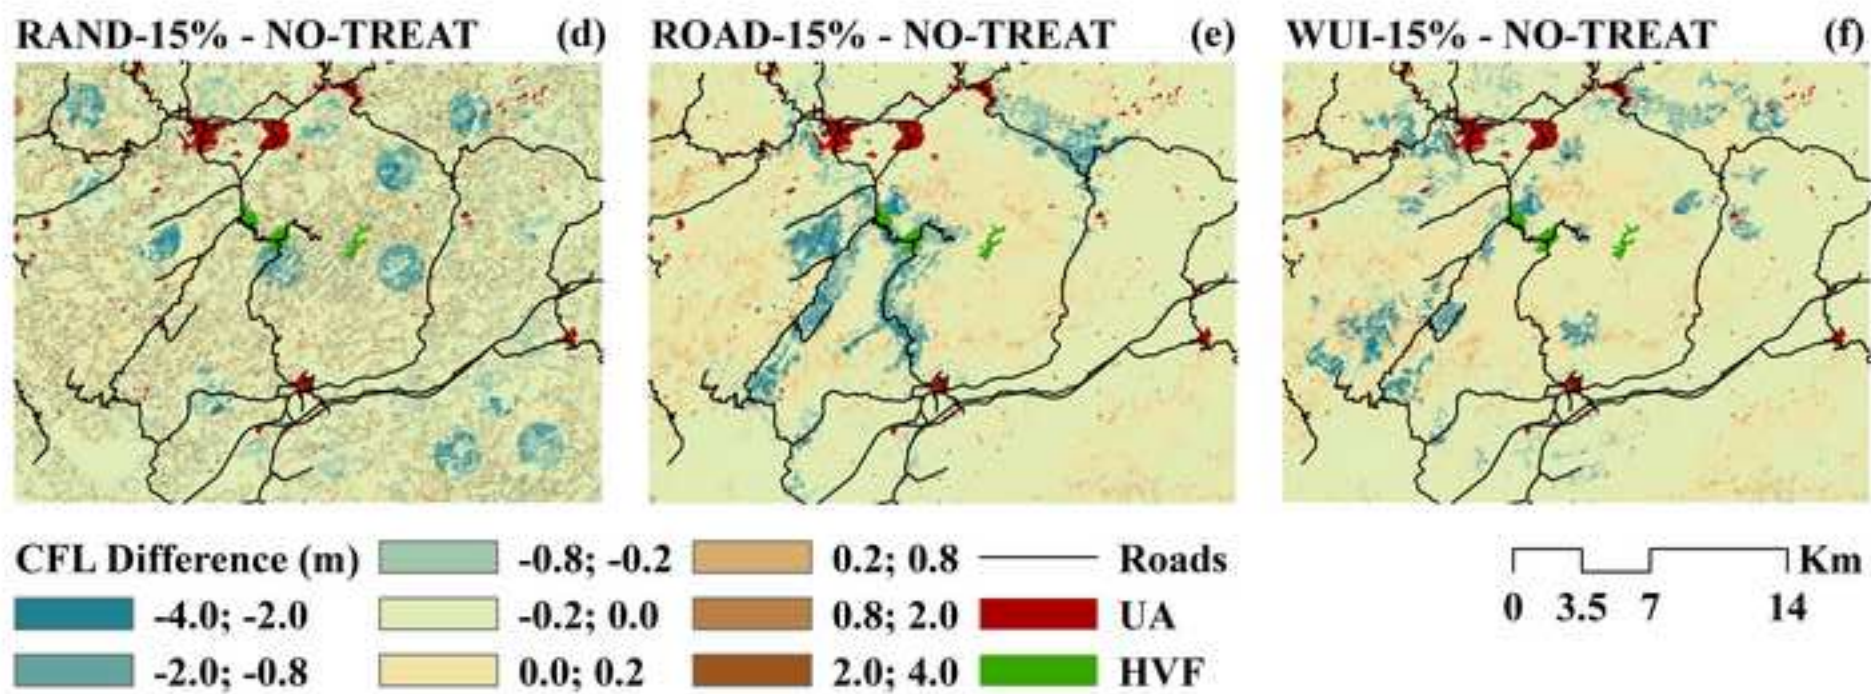 RAND-15% - NO-TREAT (d)
ROAD-15% - NO-TREAT (e)
WUI-15% - NO-TREAT (f)
CFL Difference (m)
-4.0; -2.0
-2.0; -0.8
-0.8; -0.2
-0.2; 0.0
0.0; 0.2
0.2; 0.8
0.8; 2.0
2.0; 4.0
Roads
UA
HVF
Km
0 3.5 7 14